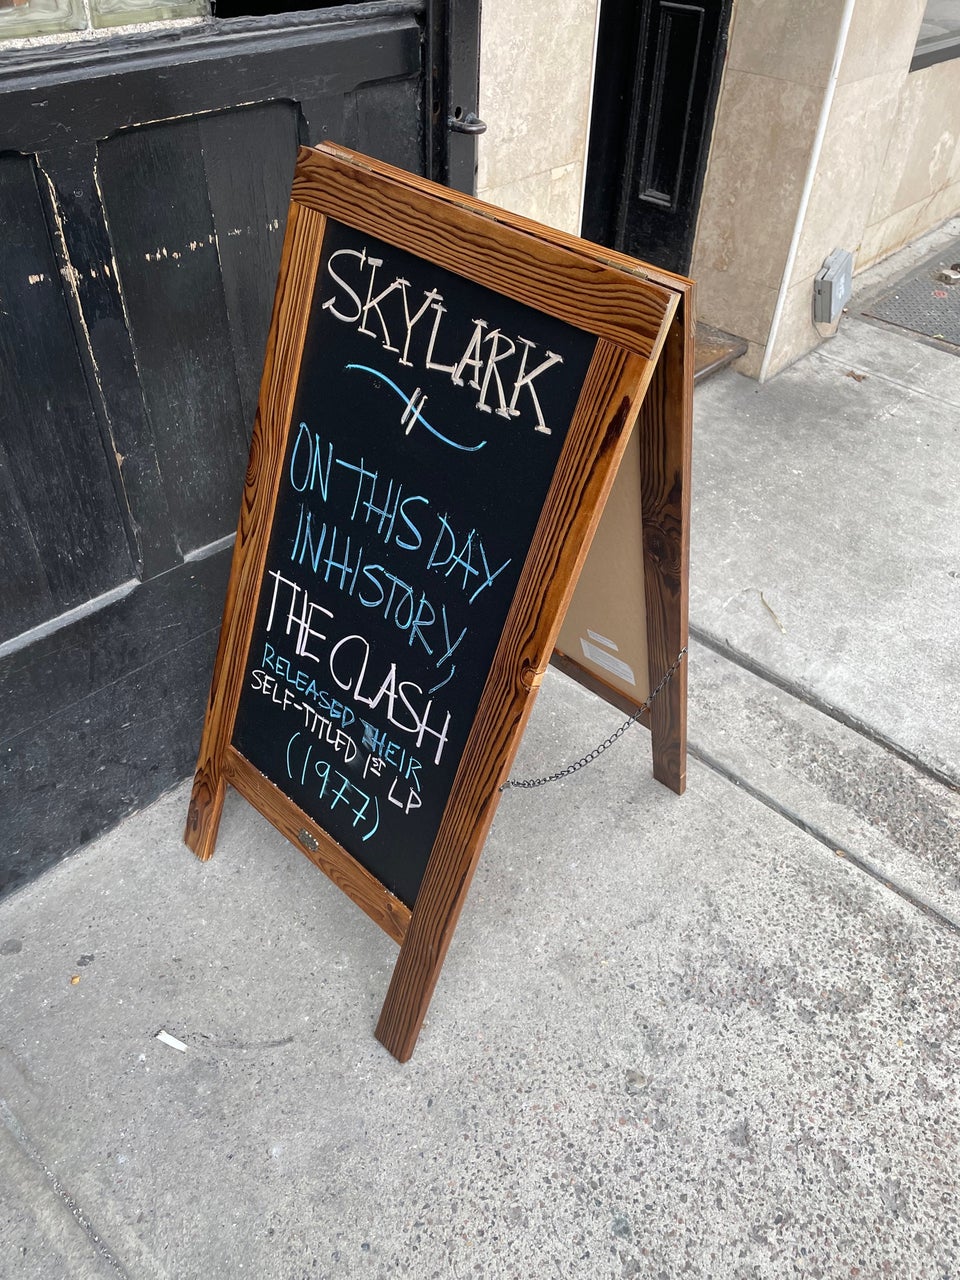 SKYLARK
ON THIS DAY
IN HISTORY,
THE CLASH
RELEASED THEIR
SELF-TITLED 1ST LP
(1977)